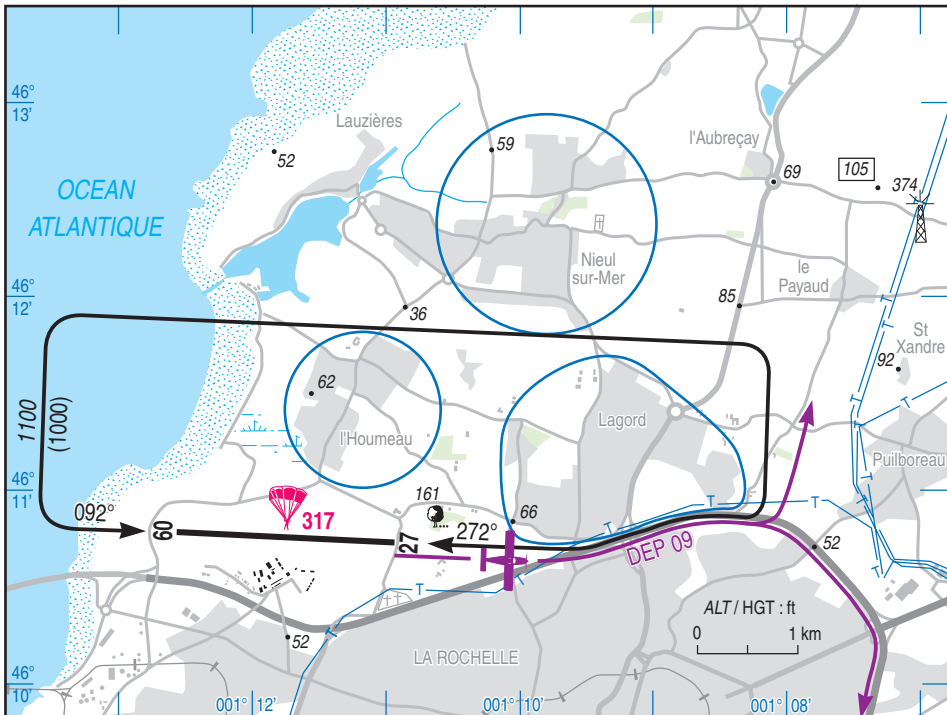 46°
13'
Lauzières
52
59
l'Aubreçay
69
105
374
OCEAN
ATLANTIQUE
Nieul
sur-Mer
le
Payaud
46°
12'
36
85
St
Xandre
92
1100
(1000)
62
l'Houmeau
Lagord
Puilboreau
46°
11'
092°
09
317
161
27
272°
66
DEP 09
52
T
T
T
T
T
T
T
T
T
52
ALT / HGT : ft
0
1 km
LA ROCHELLE
46°
10'
001° 12'
001° 10'
001° 08'